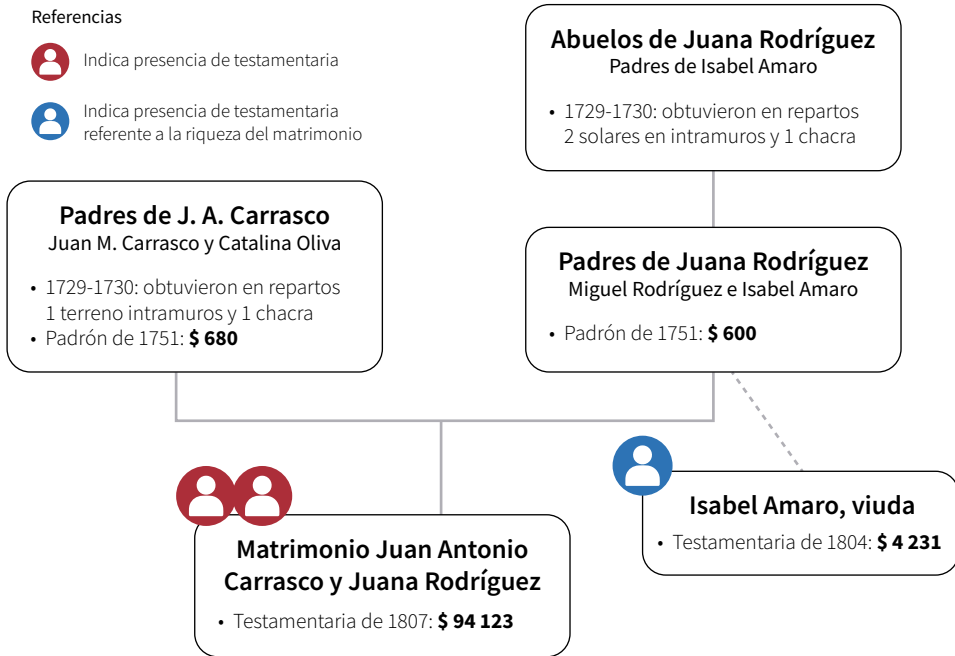 Referencias
Indica presencia de testamentaria
Indica presencia de testamentaria
referente a la riqueza del matrimonio
Abuelos de Juana Rodríguez
Padres de Isabel Amaro
• 1729-1730: obtuvieron en repartos
2 solares en intramuros y 1 chacra
Padres de J. A. Carrasco
Juan M. Carrasco y Catalina Oliva
• 1729-1730: obtuvieron en repartos
1 terreno intramuros y 1 chacra
• Padrón de 1751: $ 680
Padres de Juana Rodríguez
Miguel Rodríguez e Isabel Amaro
• Padrón de 1751: $ 600
Matrimonio Juan Antonio
Carrasco y Juana Rodríguez
• Testamentaria de 1807: $ 94 123
Isabel Amaro, viuda
• Testamentaria de 1804: $ 4 231